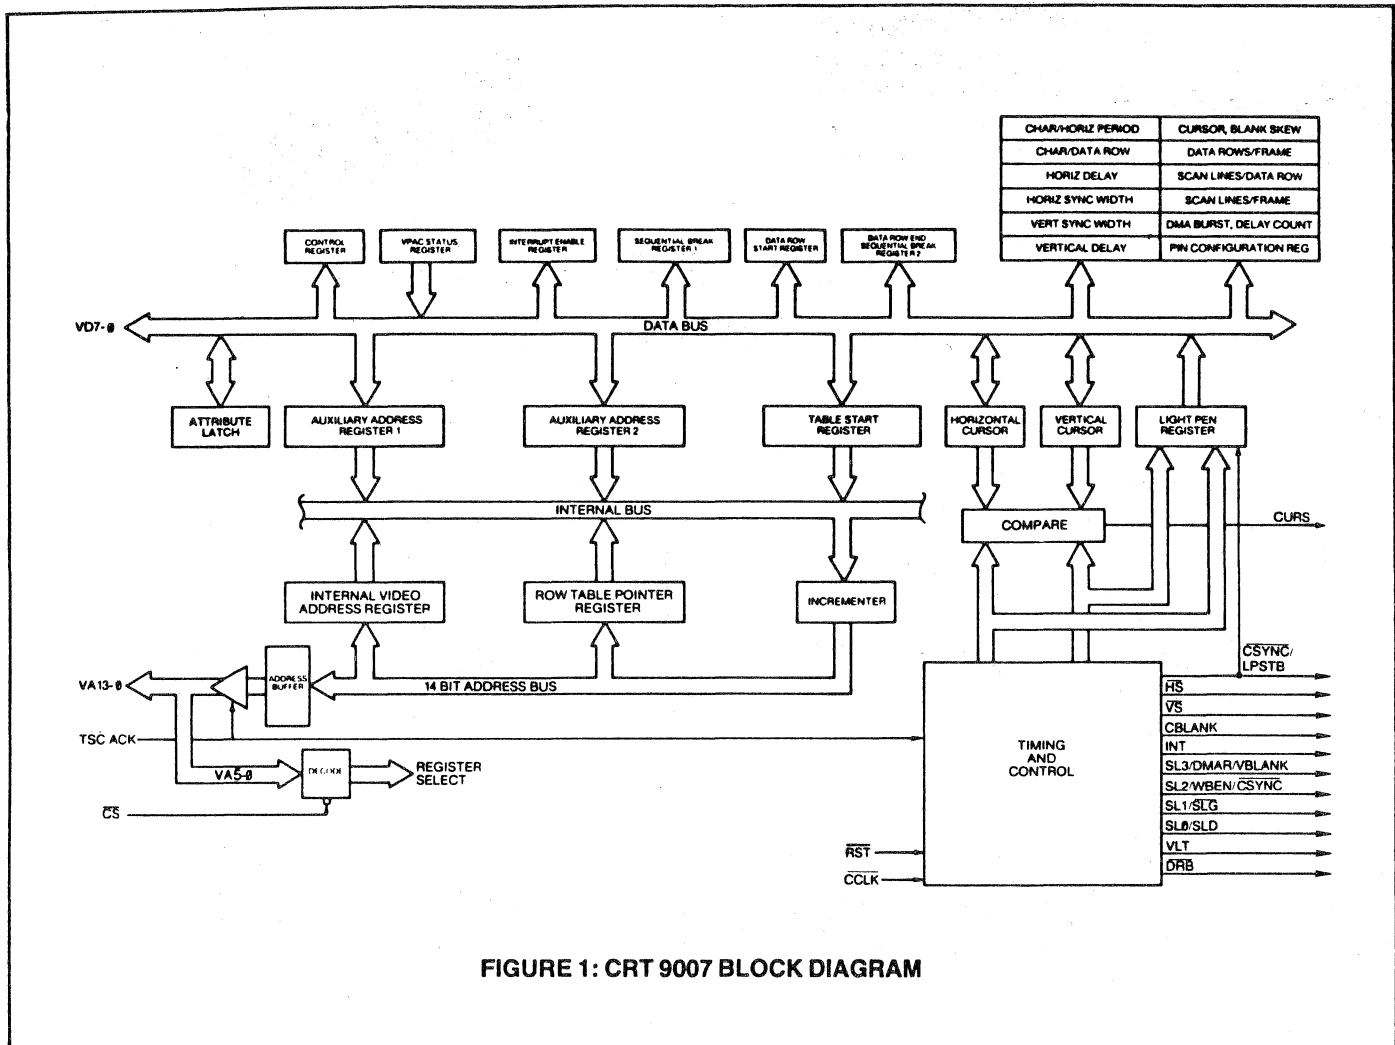 CHAR/HORIZ PERIOD CURSOR, BLANK SKEW
CHAR/DATA ROW DATA ROWS/FRAME
HORIZ DELAY SCAN LINES/DATA ROW
HORIZ SYNC WIDTH SCAN LINES/FRAME
VERT SYNC WIDTH DMA BURST, DELAY COUNT
VERTICAL DELAY PIN CONFIGURATION REG
CONTROL
REGISTER
VPAC STATUS
REGISTER
INTERRUPT ENABLE
REGISTER
SEQUENTIAL BREAK
REGISTER 1
DATA ROW
START REGISTER
DATA ROW END
SEQUENTIAL BREAK
REGISTER 2
VD7-0
DATA BUS
ATTRIBUTE
LATCH
AUXILIARY ADDRESS
REGISTER 1
AUXILIARY ADDRESS
REGISTER 2
TABLE START
REGISTER
HORIZONTAL
CURSOR
VERTICAL
CURSOR
LIGHT PEN
REGISTER
INTERNAL BUS
COMPARE
CURS
INTERNAL VIDEO
ADDRESS REGISTER
ROW TABLE POINTER
REGISTER
INCREMENTER
VA13-0
ADDRESS
BUFFER
14 BIT ADDRESS BUS
TSC ACK
VA5-0
DECODE
REGISTER
SELECT
CS
TIMING
AND
CONTROL
RST
CCLK
CSYNC/
LPSTB
HS
VS
CBLANK
INT
SL3/DMAR/VBLANK
SL2/WBEN/CSYNC
SL1/SLG
SL0/SLD
VLT
DRB
FIGURE 1: CRT 9007 BLOCK DIAGRAM